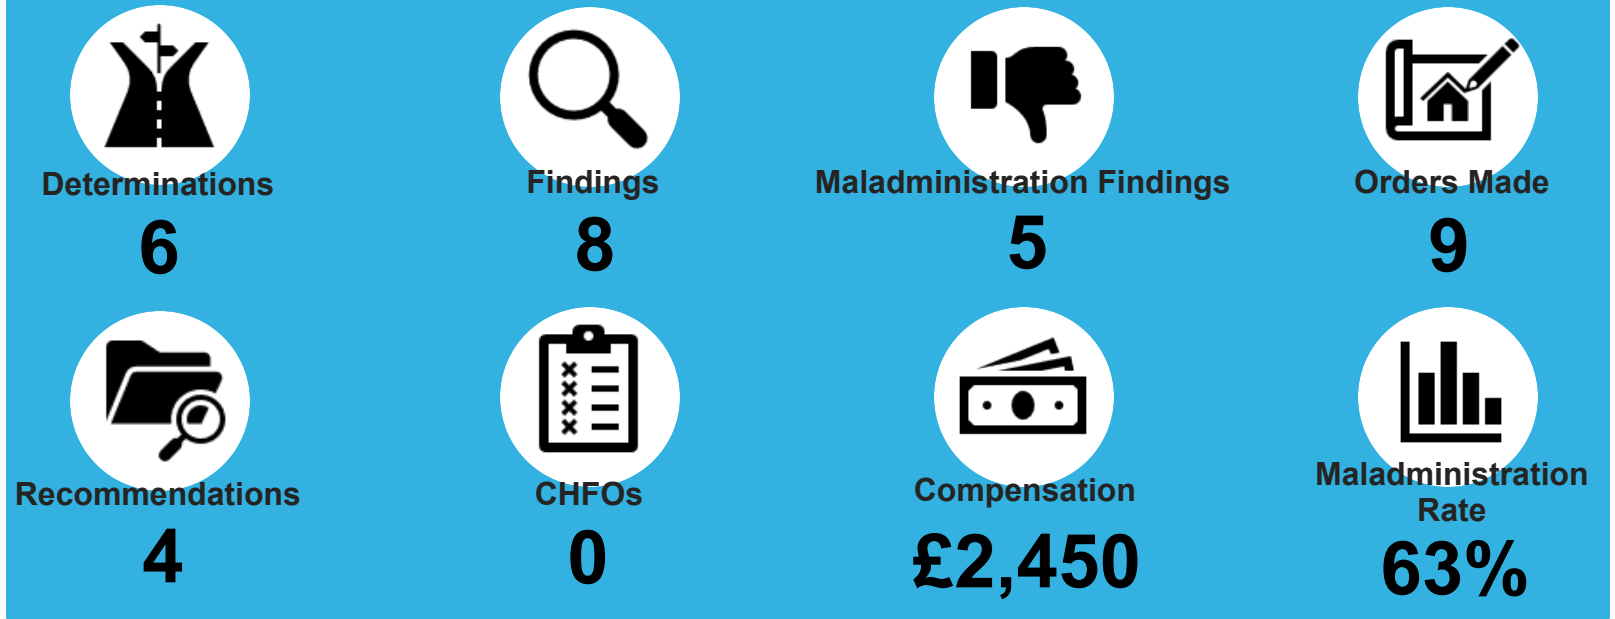 Determinations
6
Findings
8
Maladministration Findings
5
Orders Made
9
Recommendations
4
CHFOs
0
Compensation
£2,450
Maladministration
Rate
63%